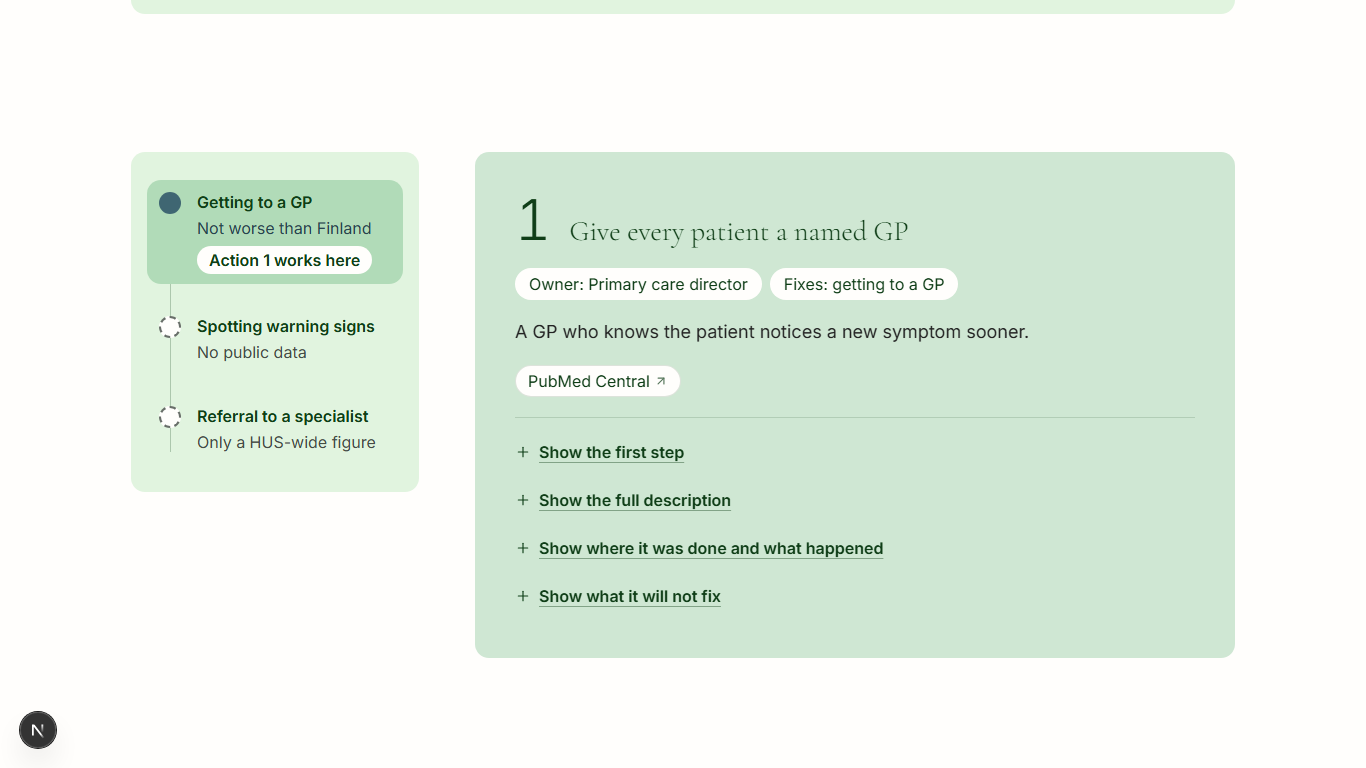 Getting to a GP
Not worse than Finland
Action 1 works here
Spotting warning signs
No public data
Referral to a specialist
Only a HUS-wide figure
1 Give every patient a named GP
Owner: Primary care director Fixes: getting to a GP
A GP who knows the patient notices a new symptom sooner.
PubMed Central ↗
+ Show the first step
+ Show the full description
+ Show where it was done and what happened
+ Show what it will not fix
N